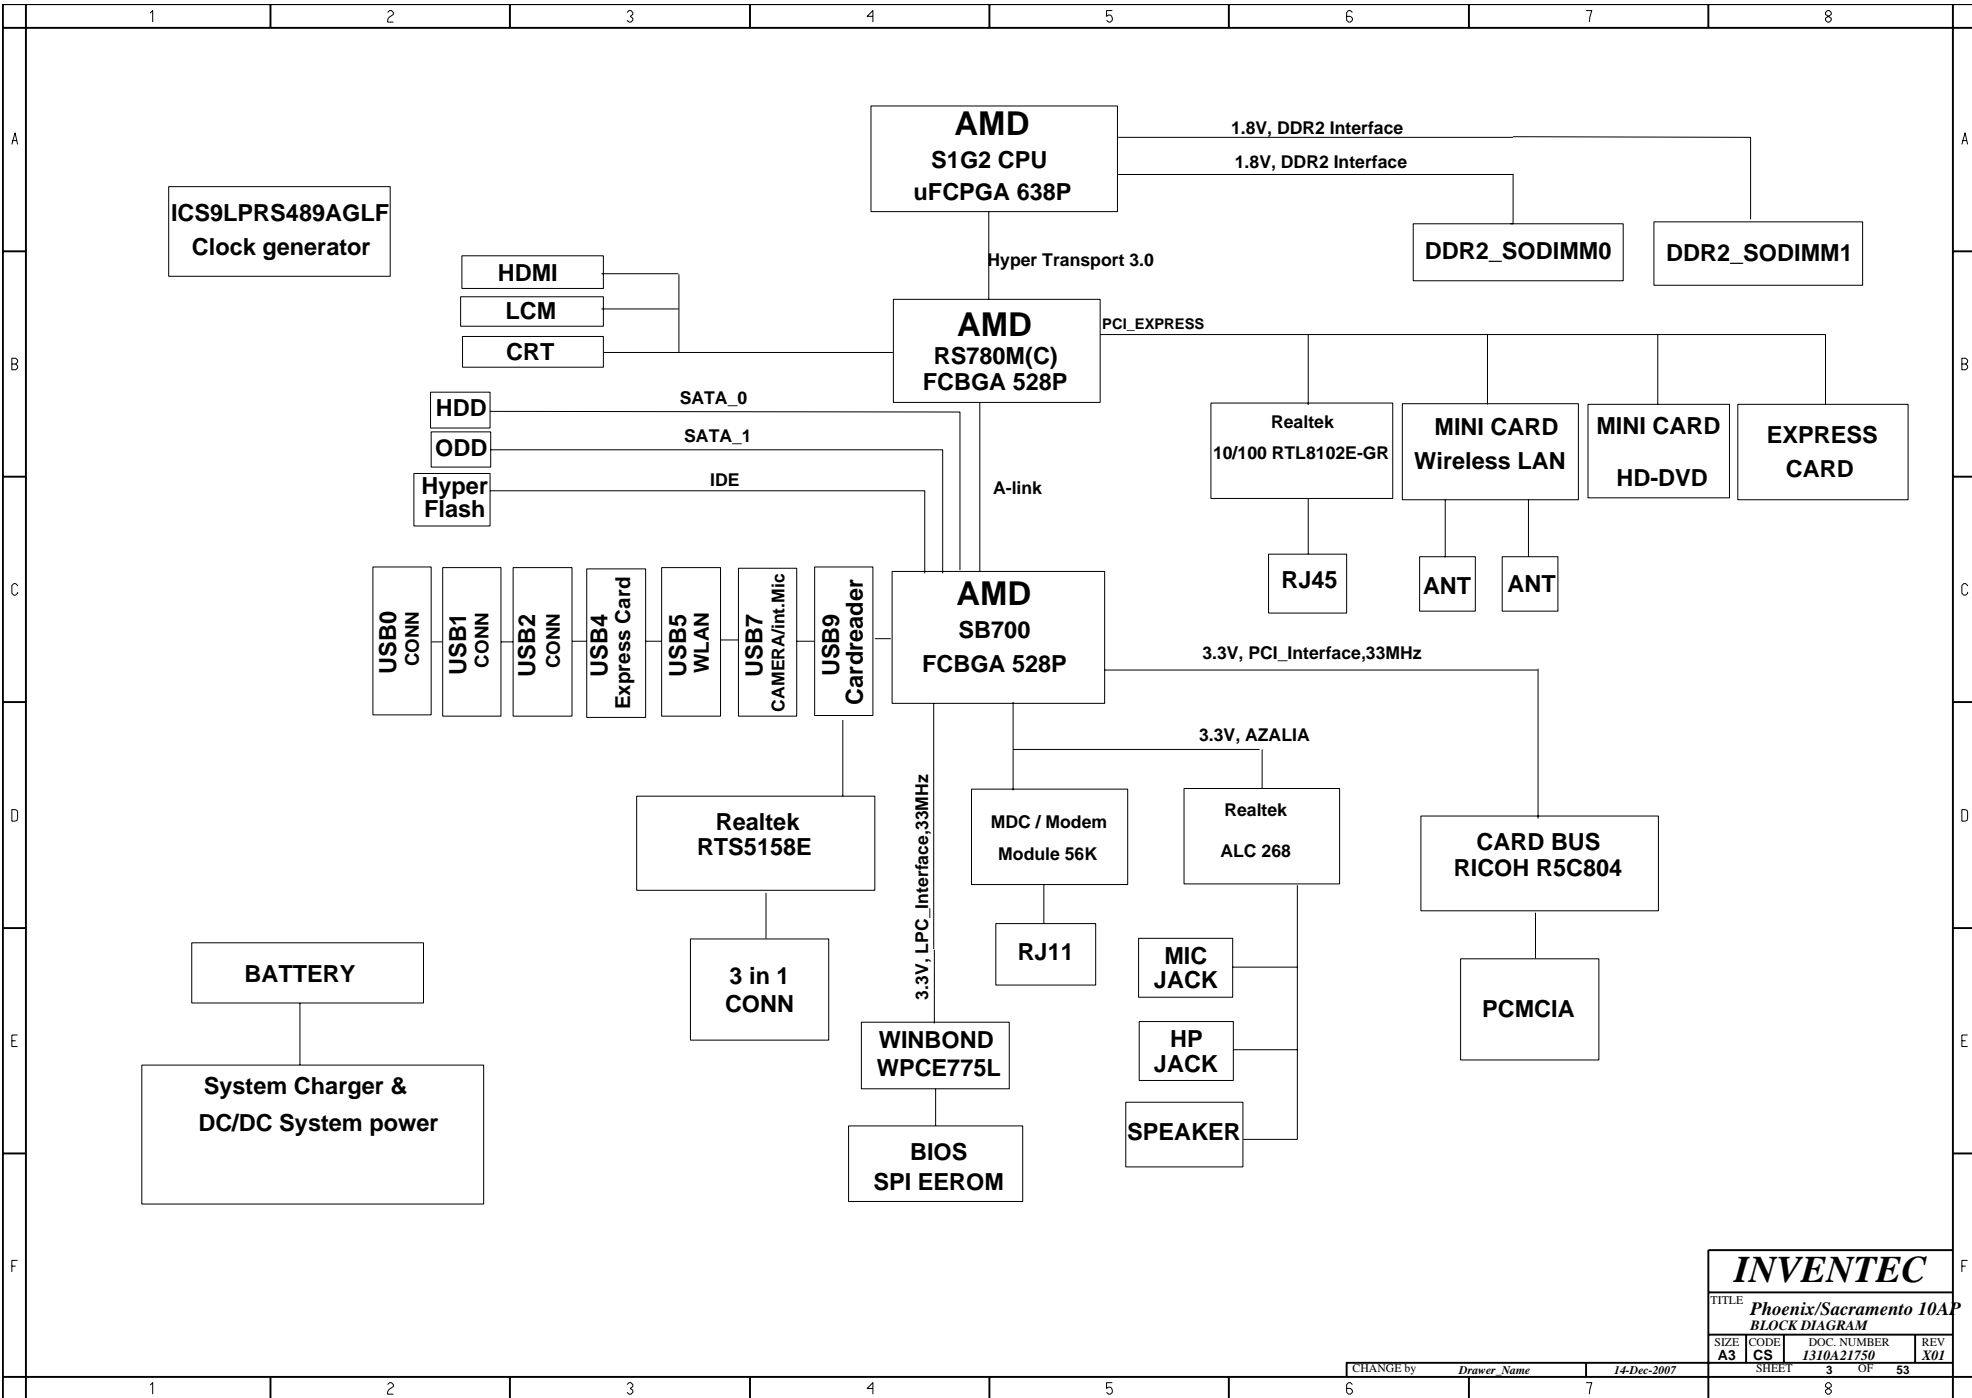 1 2 3 4 5 6 7 8
A A
B B
C C
D D
E E
F F
AMD
S1G2 CPU
uFCPGA 638P
1.8V, DDR2 Interface
1.8V, DDR2 Interface
ICS9LPRS489AGLF
Clock generator
DDR2_SODIMM0
DDR2_SODIMM1
Hyper Transport 3.0
HDMI
LCM
CRT
AMD
RS780M(C)
FCBGA 528P
PCI_EXPRESS
HDD
SATA_0
ODD
SATA_1
Hyper
Flash
IDE
A-link
Realtek
10/100 RTL8102E-GR
MINI CARD
Wireless LAN
MINI CARD
HD-DVD
EXPRESS
CARD
RJ45
ANT
ANT
USB0
CONN
USB1
CONN
USB2
CONN
USB4
Express Card
USB5
WLAN
USB7
CAMERA/int.Mic
USB9
Cardreader
AMD
SB700
FCBGA 528P
3.3V, PCI_Interface,33MHz
3.3V, AZALIA
3.3V, LPC_Interface,33MHz
Realtek
RTS5158E
MDC / Modem
Module 56K
Realtek
ALC 268
CARD BUS
RICOH R5C804
3 in 1
CONN
RJ11
MIC
JACK
HP
JACK
SPEAKER
PCMCIA
BATTERY
System Charger &
DC/DC System power
WINBOND
WPCE775L
BIOS
SPI EEROM
INVENTEC
TITLE
Phoenix/Sacramento 10AP
BLOCK DIAGRAM
SIZE CODE DOC. NUMBER REV
A3 CS 1310A21750 X01
CHANGE by Drawer_Name 14-Dec-2007 SHEET 3 OF 53
1 2 3 4 5 6 7 8